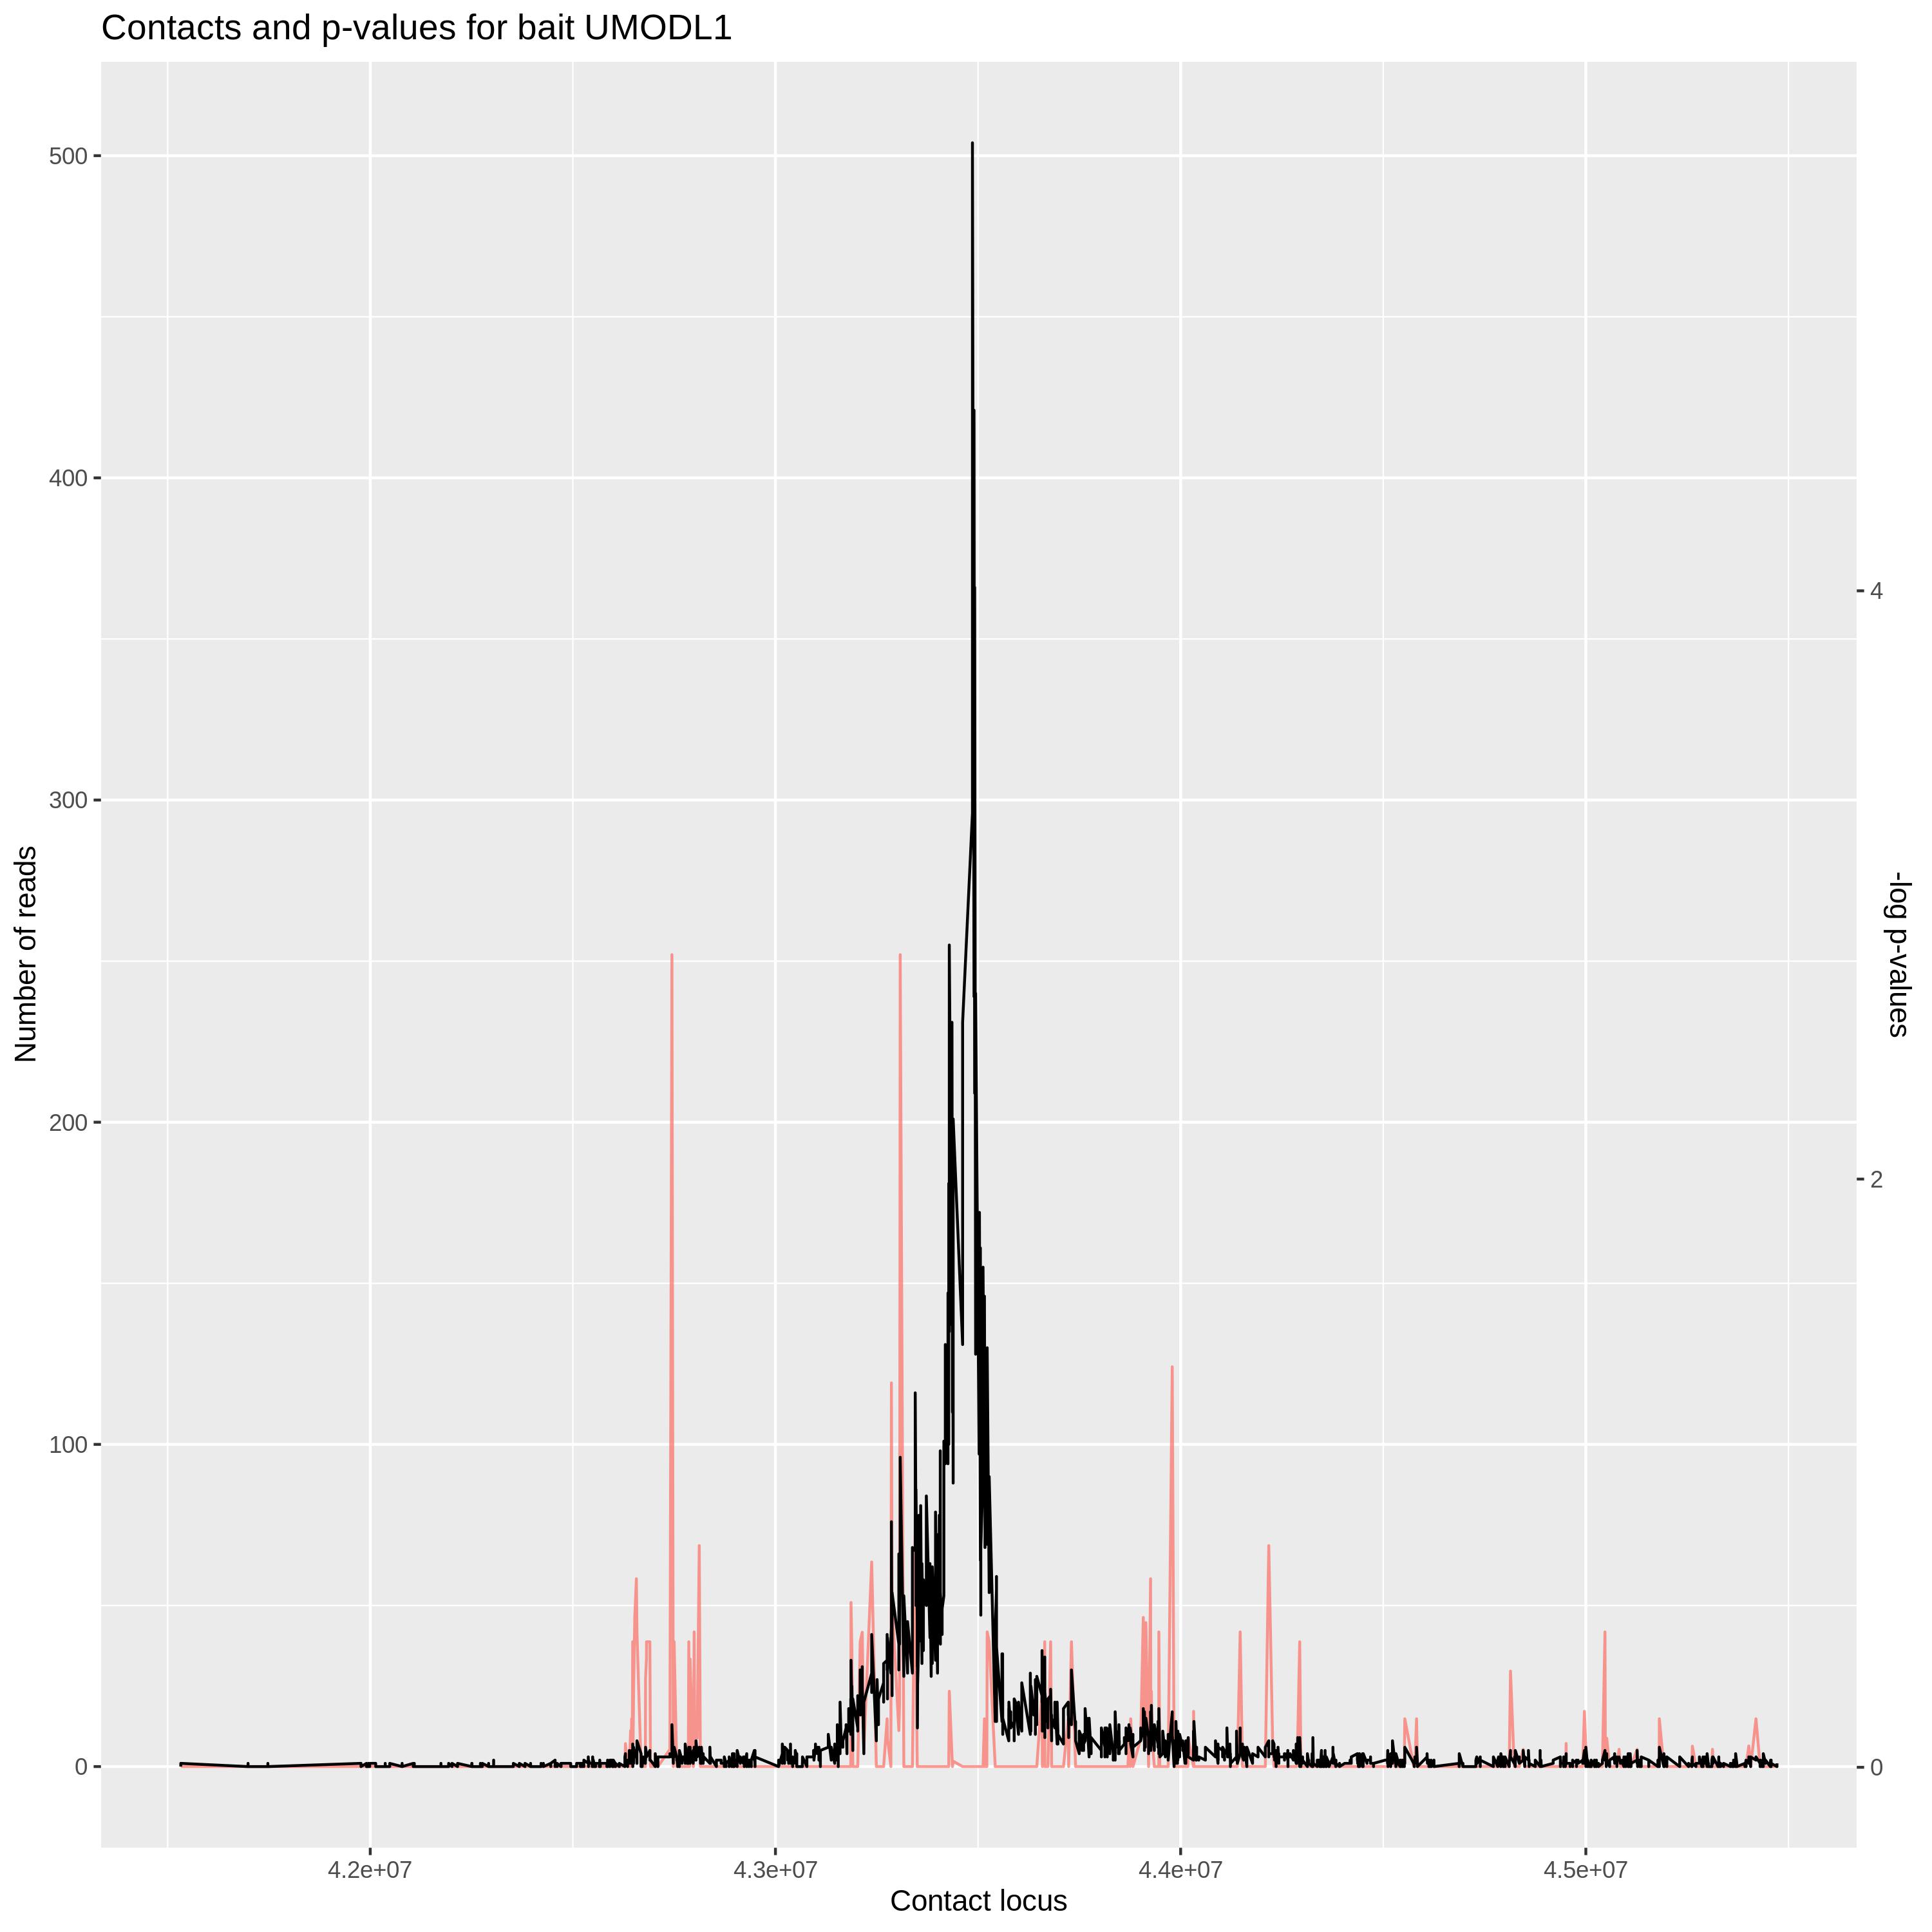 Contacts and p-values for bait UMODL1
500
400
300
200
100
0
Number of reads
4
2
0
-log p-values
4.2e+07
4.3e+07
4.4e+07
4.5e+07
Contact locus